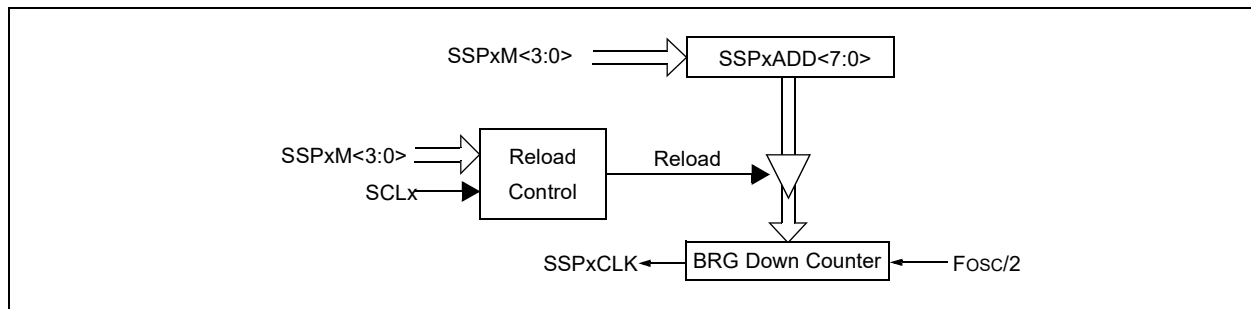 SSPxM<3:0>
SSPxADD<7:0>
SSPxM<3:0>
Reload
Control
Reload
SCLx
SSPxCLK
BRG Down Counter
FOSC/2